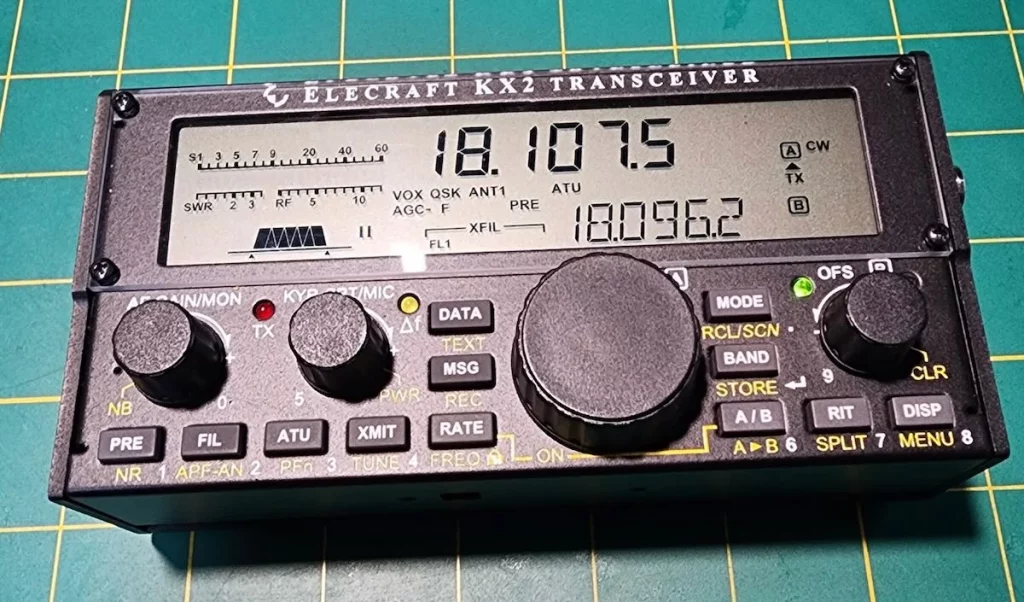 ELECRAFT KX2 TRANSCEIVER
S1 3 5 7 9 20 40 60
18.107.5
A CW
TX
SWR 2 3 RF 5 10
VOX QSK ANT1 ATU
AGC- F PRE
B
FL1 XFIL
18.096.2
AF GAIN/MON
TX
KYR SPT/MIC
Δf
A
OFS B
DATA
TEXT
MODE
RCL/SCN
MSG
REC
BAND
STORE
NB 0 5 PWR
9 CLR
PRE FIL ATU XMIT RATE
A/B RIT DISP
NR 1 APF-AN 2 PFn 3 TUNE 4 FREQ ON
A►B 6 SPLIT 7 MENU 8